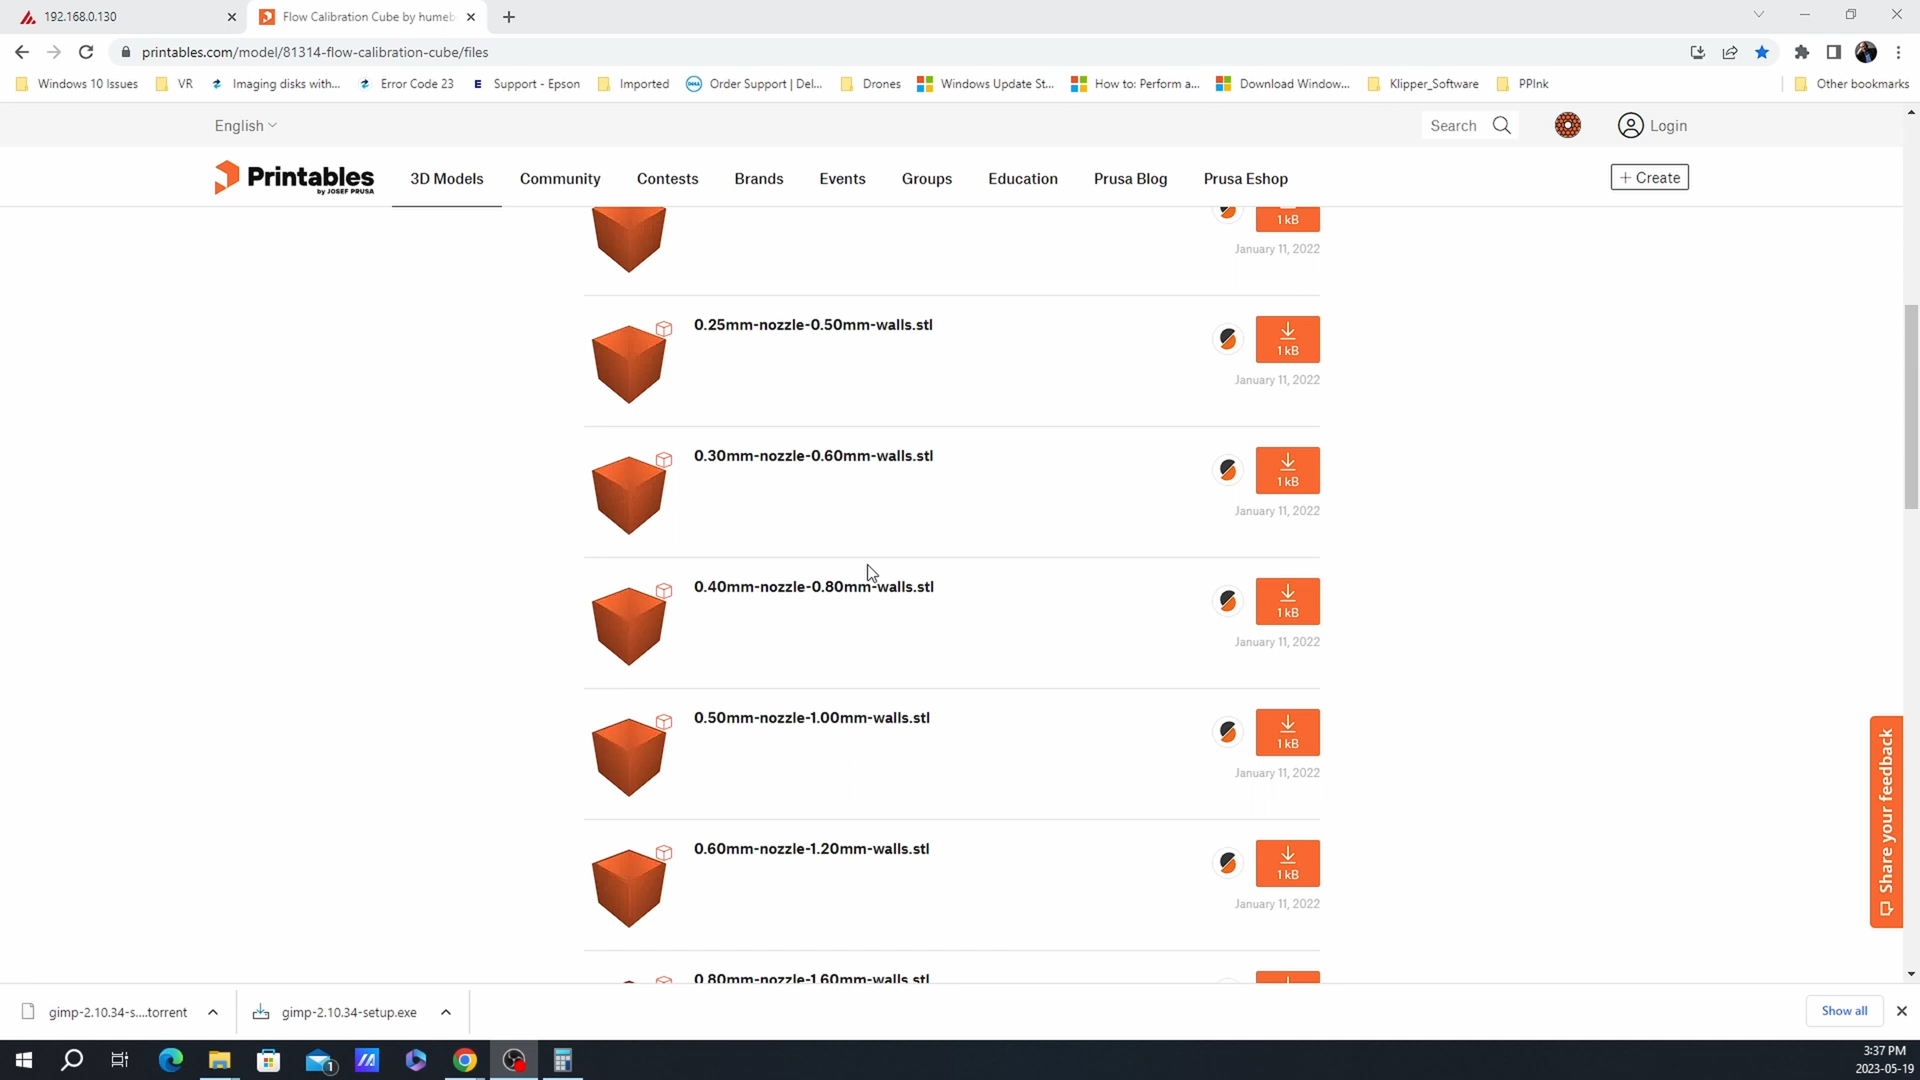 192.168.0.130
Flow Calibration Cube by humeb
printables.com/model/81314-flow-calibration-cube/files
Windows 10 Issues
VR
Imaging disks with...
Error Code 23
E
Support - Epson
Imported
DELL
Order Support | Del...
Drones
Windows Update St...
How to: Perform a...
Download Window...
Klipper_Software
PPInk
Other bookmarks
English
Search
Login
Printables
by JOSEF PRUSA
3D Models
Community
Contests
Brands
Events
Groups
Education
Prusa Blog
Prusa Eshop
+ Create
1 kB
January 11, 2022
0.25mm-nozzle-0.50mm-walls.stl
1 kB
January 11, 2022
0.30mm-nozzle-0.60mm-walls.stl
1 kB
January 11, 2022
0.40mm-nozzle-0.80mm-walls.stl
1 kB
January 11, 2022
0.50mm-nozzle-1.00mm-walls.stl
1 kB
January 11, 2022
0.60mm-nozzle-1.20mm-walls.stl
1 kB
January 11, 2022
0.80mm-nozzle-1.60mm-walls.stl
Share your feedback
gimp-2.10.34-s....torrent
gimp-2.10.34-setup.exe
Show all
1
3:37 PM
2023-05-19